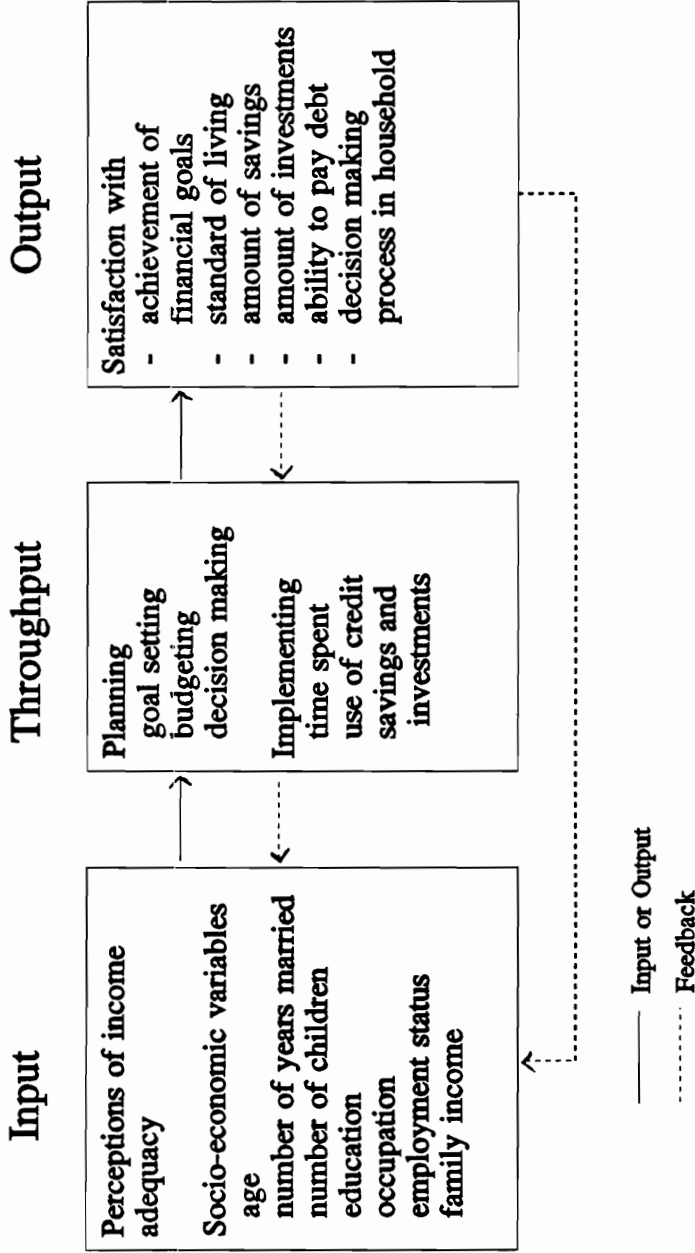 Input
Perceptions of income
adequacy
Socio-economic variables
age
number of years married
number of children
education
occupation
employment status
family income
Throughput
Planning
goal setting
budgeting
decision making
Implementing
time spent
use of credit
savings and
investments
Output
Satisfaction with
- achievement of
financial goals
- standard of living
- amount of savings
- amount of investments
- ability to pay debt
- decision making
process in household
Input or Output
Feedback